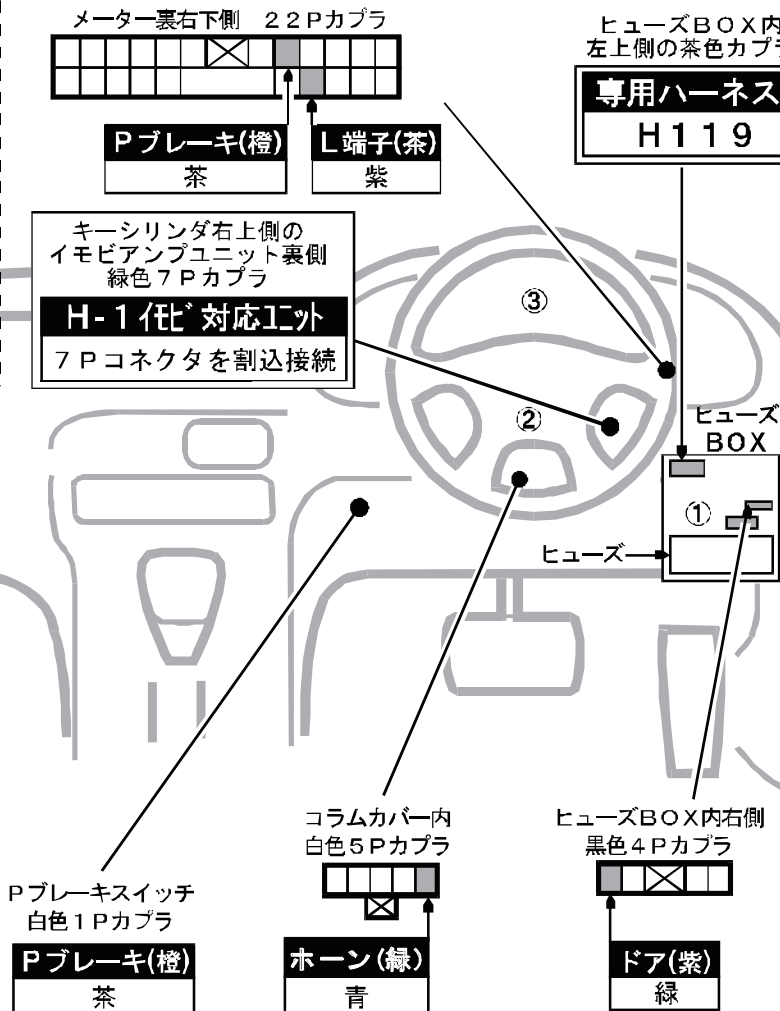 メーター裏右下側 22Pカプラ
Pブレーキ(橙)
茶
L端子(茶)
紫
ヒューズBOX内
左上側の茶色カプラ
専用ハーネス
H119
キーシリンダ右上側の
イモビアンプユニット裏側
緑色7Pカプラ
H-1イモビ対応ユニット
7Pコネクタを割込接続
③
②
ヒューズ
BOX
①
ヒューズ
コラムカバー内
白色5Pカプラ
ホーン(緑)
青
ヒューズBOX内右側
黒色4Pカプラ
ドア(紫)
緑
Pブレーキスイッチ
白色1Pカプラ
Pブレーキ(橙)
茶